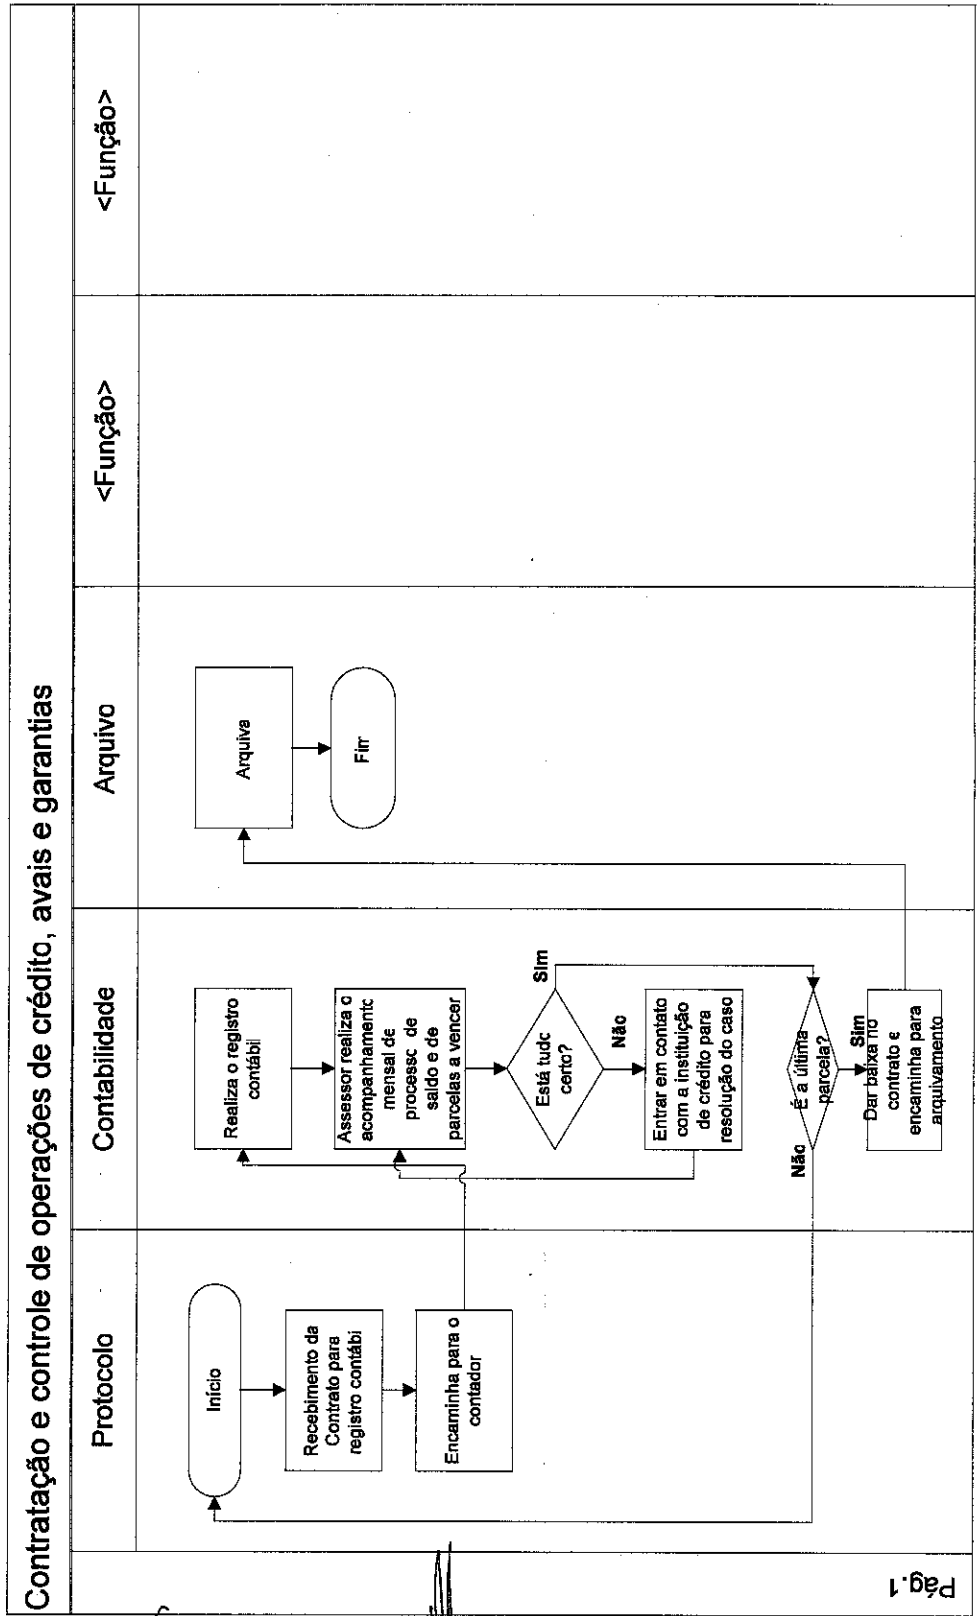 Contratação e controle de operações de crédito, avais e garantias
Protocolo
Contabilidade
Arquivo
<Função>
<Função>
Início
Recebimento da
Contrato para
registro contábi
Encaminha para o
contador
Realiza o registro
contábil
Assessor realiza o
acompanhamento
mensal de
processo de
saldo e de
parcelas a vencer
Está tudo
certo?
Sim
Não
Entrar em contato
com a instituição
de crédito para
resolução do caso
É a última
parcela?
Não
Sim
Dar baixa no
contrato e
encaminha para
arquivamento
Arquiva
Fim
Pág.1